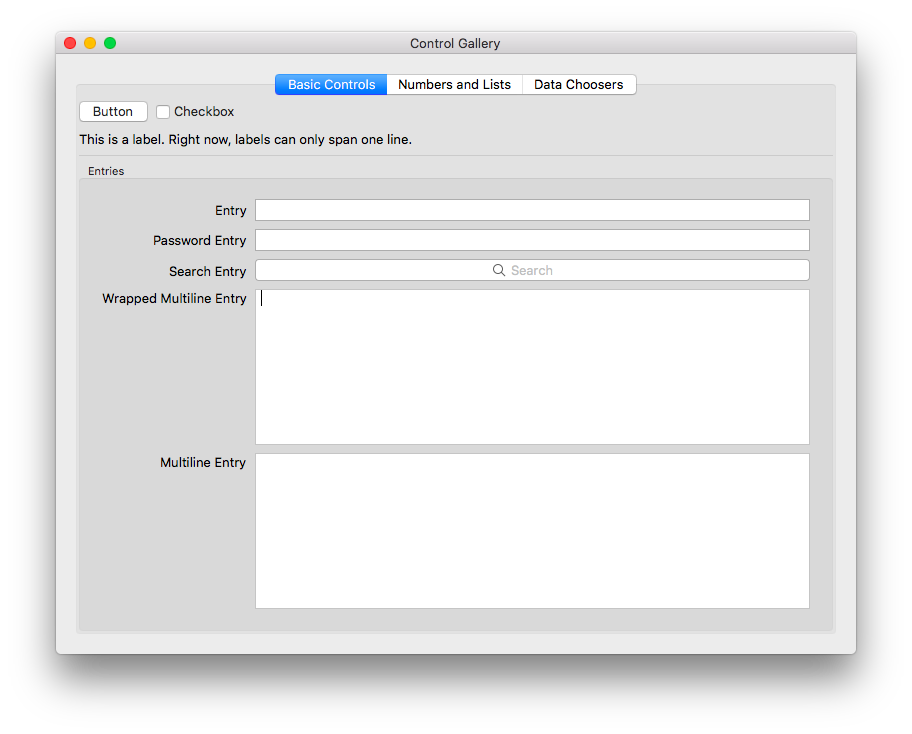 Control Gallery
Basic Controls Numbers and Lists Data Choosers
Button Checkbox
This is a label. Right now, labels can only span one line.
Entries
Entry
Password Entry
Search Entry Search
Wrapped Multiline Entry
Multiline Entry